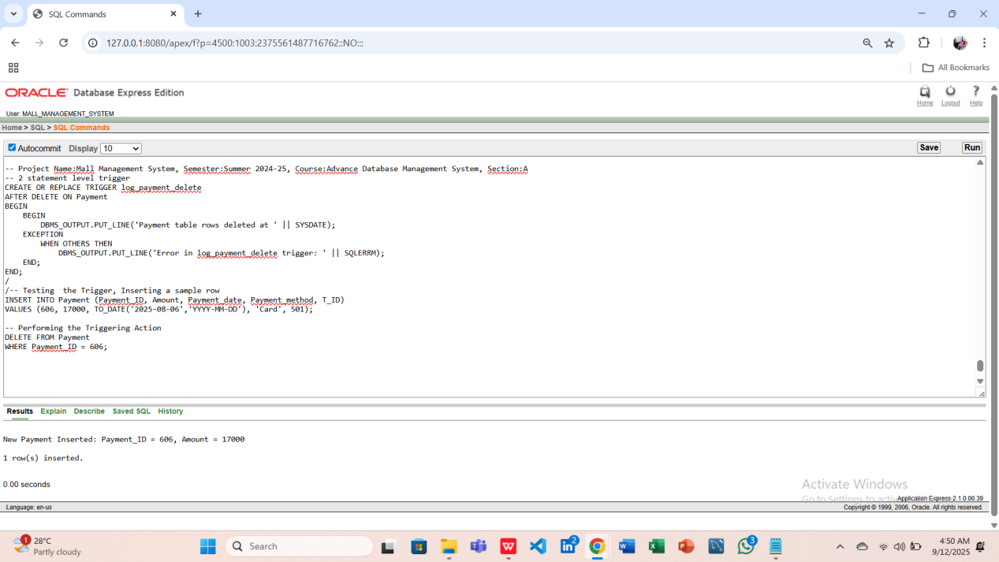 SQL Commands
127.0.0.1:8080/apex/f?p=4500:1003:2375561487716762::NO:::
All Bookmarks
ORACLE Database Express Edition
Home Logout Help
User: MALL_MANAGEMENT_SYSTEM
Home > SQL > SQL Commands
Autocommit Display 10 Save Run
-- Project Name:Mall Management System, Semester:Summer 2024-25, Course:Advance Database Management System, Section:A
-- 2 statement level trigger
CREATE OR REPLACE TRIGGER log_payment_delete
AFTER DELETE ON Payment
BEGIN
    BEGIN
        DBMS_OUTPUT.PUT_LINE('Payment table rows deleted at ' || SYSDATE);
    EXCEPTION
        WHEN OTHERS THEN
            DBMS_OUTPUT.PUT_LINE('Error in log_payment_delete trigger: ' || SQLERRM);
    END;
END;
/
/-- Testing  the Trigger, Inserting a sample row
INSERT INTO Payment (Payment_ID, Amount, Payment_date, Payment_method, T_ID)
VALUES (606, 17000, TO_DATE('2025-08-06','YYYY-MM-DD'), 'Card', 501);
-- Performing the Triggering Action
DELETE FROM Payment
WHERE Payment_ID = 606;
Results Explain Describe Saved SQL History
New Payment Inserted: Payment_ID = 606, Amount = 17000
1 row(s) inserted.
0.00 seconds
Activate Windows
Go to Settings to activ
Application Express 2.1.0.00.39
Language: en-us
Copyright © 1999, 2006, Oracle. All rights reserved.
1
28°C
Partly cloudy
Search
2
3
4:50 AM
9/12/2025